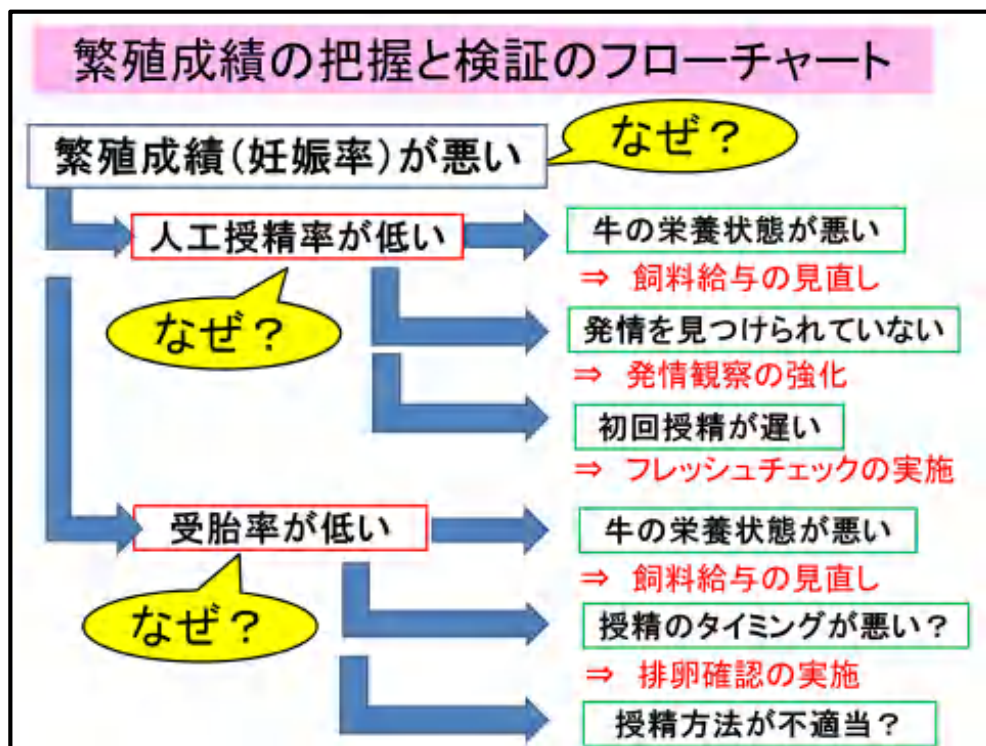 繁殖成績の把握と検証のフローチャート
繁殖成績(妊娠率)が悪い
なぜ?
人工授精率が低い
なぜ?
牛の栄養状態が悪い
⇒ 飼料給与の見直し
発情を見つけられていない
⇒ 発情観察の強化
初回授精が遅い
⇒ フレッシュチェックの実施
受胎率が低い
なぜ?
牛の栄養状態が悪い
⇒ 飼料給与の見直し
授精のタイミングが悪い?
⇒ 排卵確認の実施
授精方法が不適当?